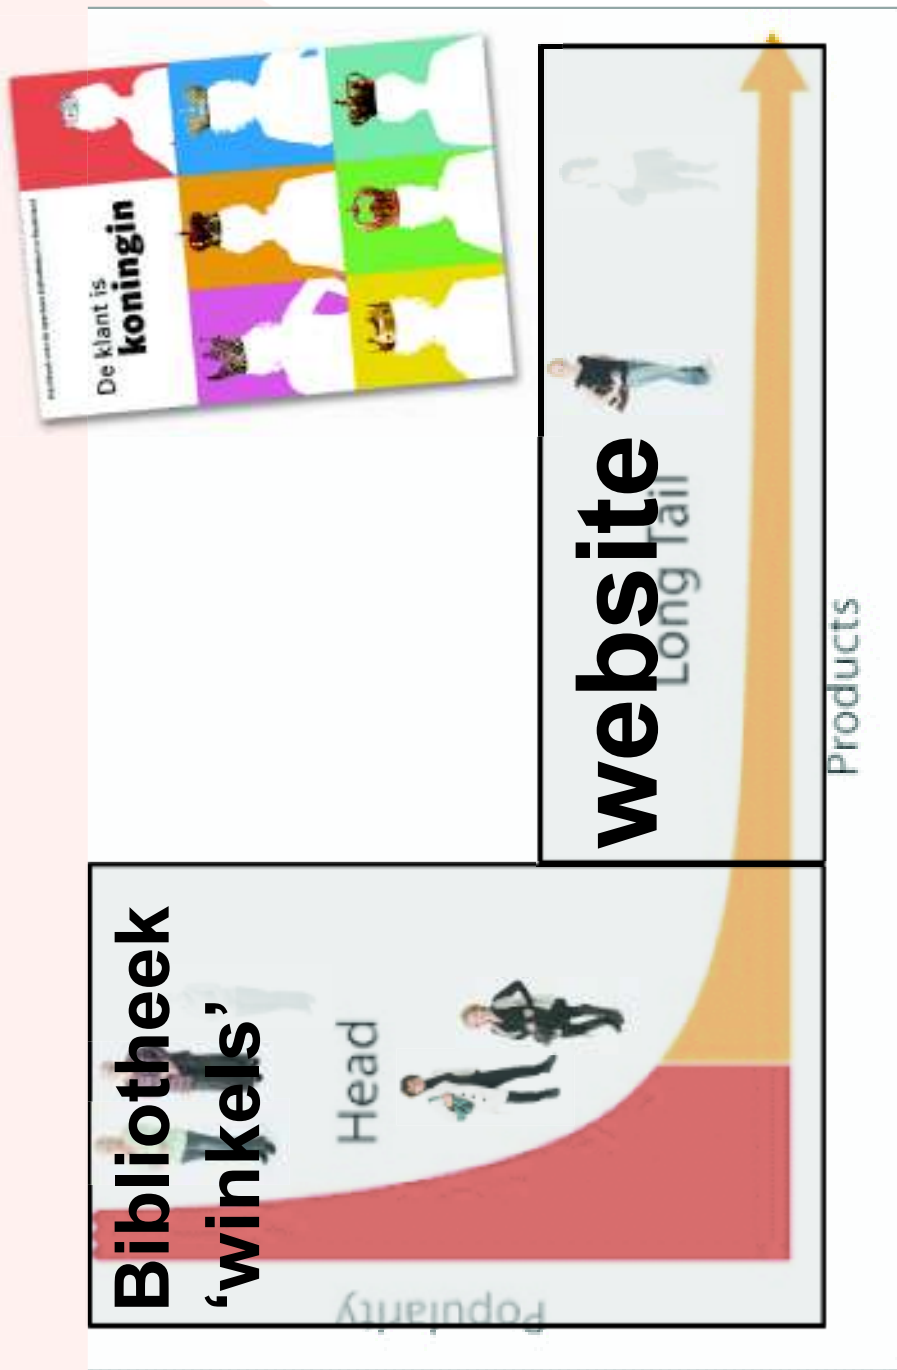 De klant is
koningin
Bibliotheek
‘winkels’
website
Head
Long Tail
Popularity
Products